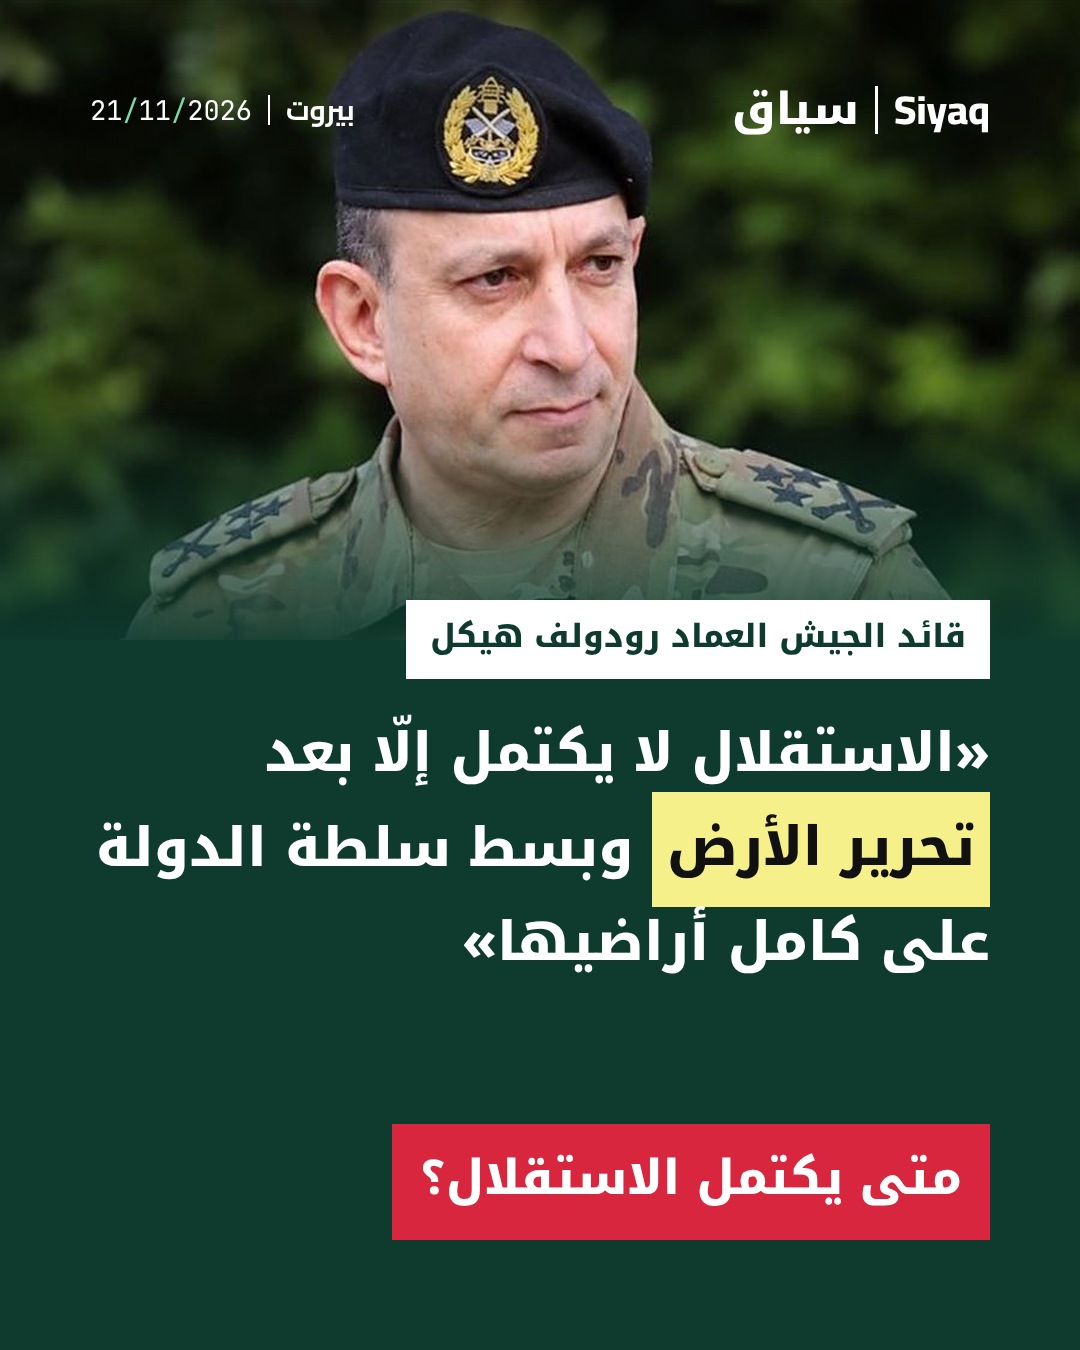 Siyaq | سياق
بيروت | 21/11/2026
قائد الجيش العماد رودولف هيكل
«الاستقلال لا يكتمل إلّا بعد
تحرير الأرض وبسط سلطة الدولة
على كامل أراضيها»
متى يكتمل الاستقلال؟